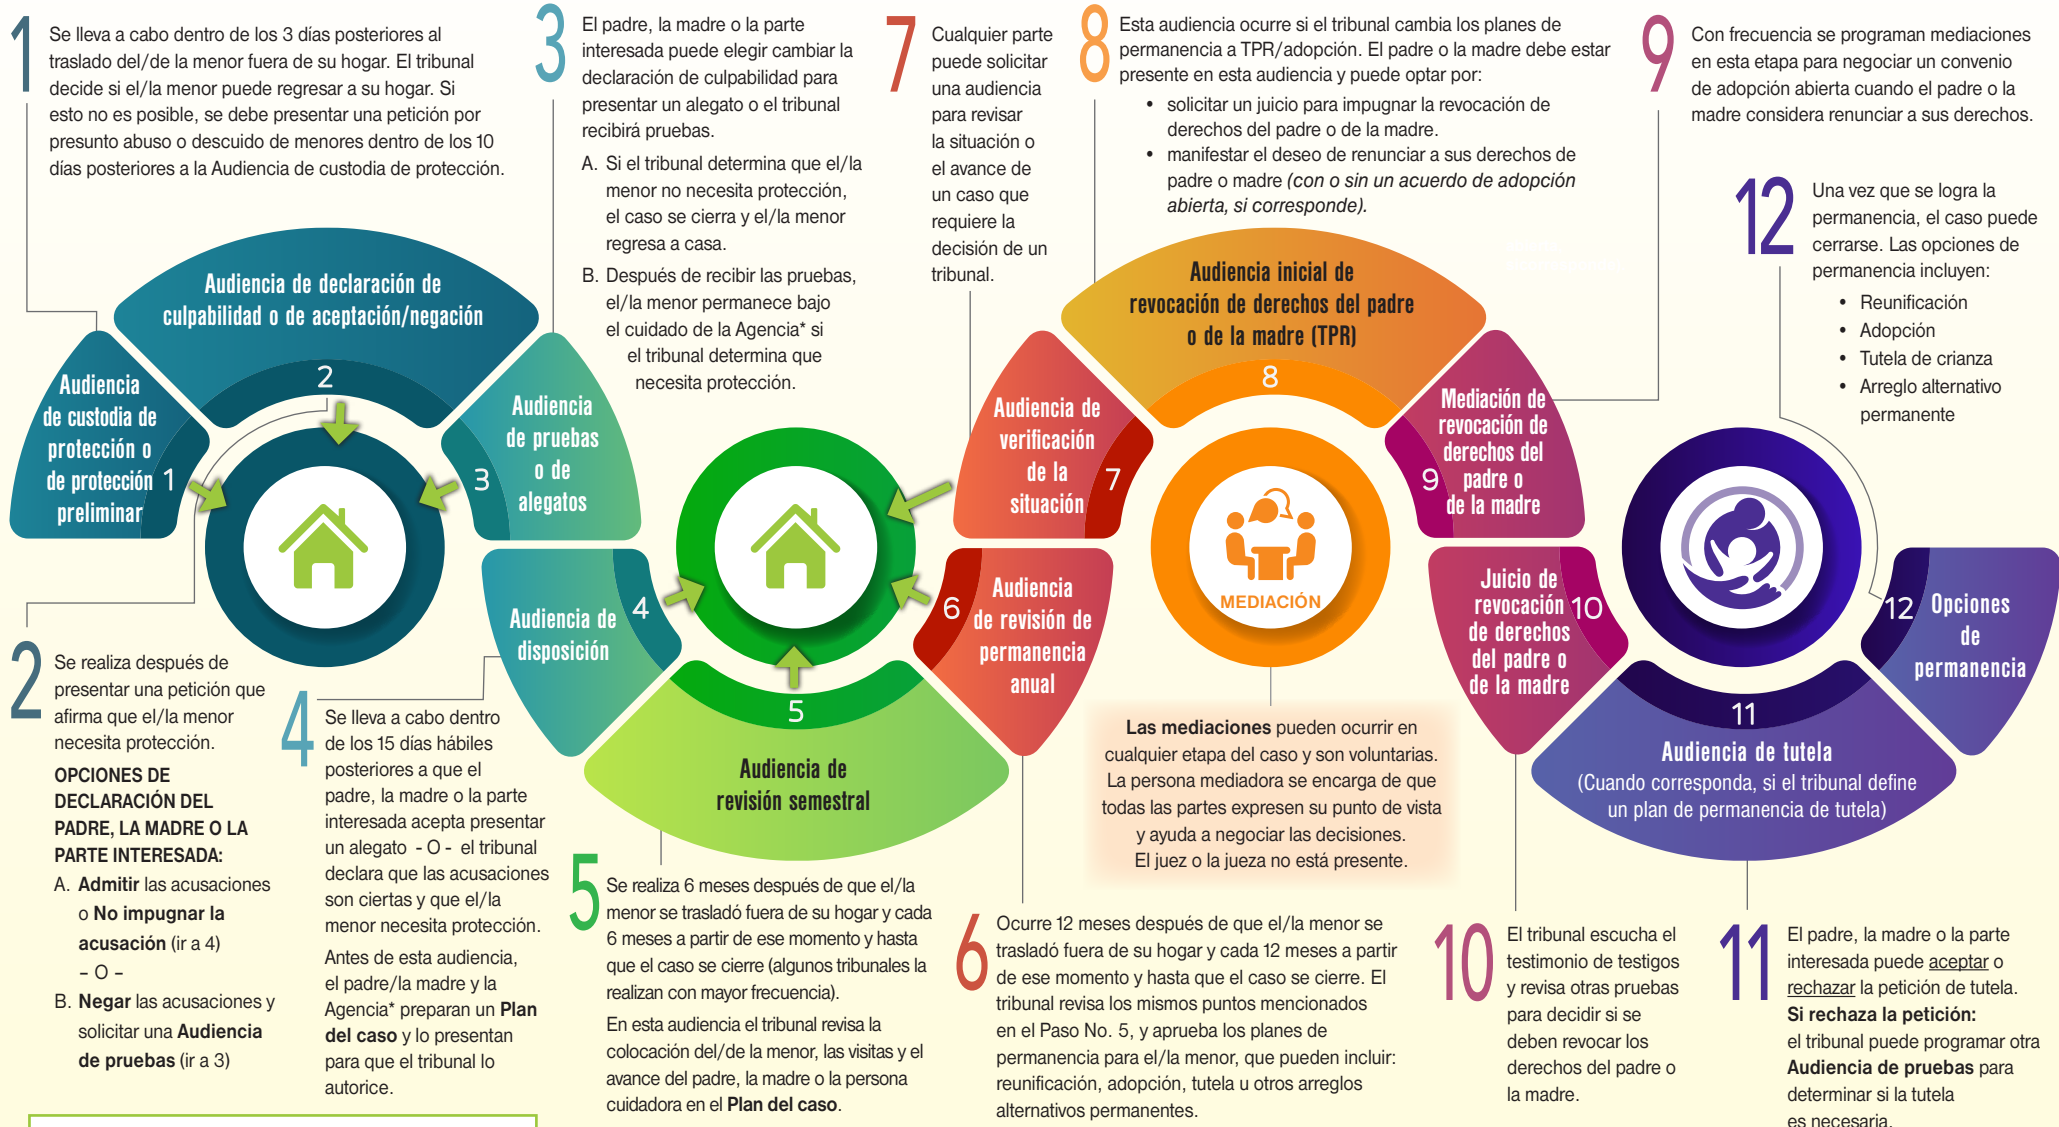 1
Se lleva a cabo dentro de los 3 días posteriores al
traslado del/de la menor fuera de su hogar. El tribunal
decide si el/la menor puede regresar a su hogar. Si
esto no es posible, se debe presentar una petición por
presunto abuso o descuido de menores dentro de los 10
días posteriores a la Audiencia de custodia de protección.
3
El padre, la madre o la parte
interesada puede elegir cambiar la
declaración de culpabilidad para
presentar un alegato o el tribunal
recibirá pruebas.
A. Si el tribunal determina que el/la
menor no necesita protección,
el caso se cierra y el/la menor
regresa a casa.
B. Después de recibir las pruebas,
el/la menor permanece bajo
el cuidado de la Agencia* si
el tribunal determina que
necesita protección.
7
Cualquier parte
puede solicitar
una audiencia
para revisar
la situación o
el avance de
un caso que
requiere la
decisión de un
tribunal.
8
Esta audiencia ocurre si el tribunal cambia los planes de
permanencia a TPR/adopción. El padre o la madre debe estar
presente en esta audiencia y puede optar por:
• solicitar un juicio para impugnar la revocación de
derechos del padre o de la madre.
• manifestar el deseo de renunciar a sus derechos de
padre o madre (con o sin un acuerdo de adopción
abierta, si corresponde).
9
Con frecuencia se programan mediaciones
en esta etapa para negociar un convenio
de adopción abierta cuando el padre o la
madre considera renunciar a sus derechos.
12
Una vez que se logra la
permanencia, el caso puede
cerrarse. Las opciones de
permanencia incluyen:
• Reunificación
• Adopción
• Tutela de crianza
• Arreglo alternativo
permanente
Audiencia
de custodia de
protección o
de protección
preliminar
1
Audiencia de declaración de
culpabilidad o de aceptación/negación
2
Audiencia
de pruebas
o de
alegatos
3
Audiencia de
disposición
4
5
Audiencia de
revisión semestral
6
Audiencia
de revisión de
permanencia
anual
Audiencia de
verificación
de la
situación
7
Audiencia inicial de
revocación de derechos del padre
o de la madre (TPR)
8
MEDIACIÓN
Mediación de
revocación de
derechos del
padre o
de la madre
9
Juicio de
revocación
de derechos
del padre o
de la madre
10
11
Audiencia de tutela
(Cuando corresponda, si el tribunal define
un plan de permanencia de tutela)
12
Opciones
de
permanencia
2
Se realiza después de
presentar una petición que
afirma que el/la menor
necesita protección.
OPCIONES DE
DECLARACIÓN DEL
PADRE, LA MADRE O LA
PARTE INTERESADA:
A. Admitir las acusaciones
o No impugnar la
acusación (ir a 4)
– O –
B. Negar las acusaciones y
solicitar una Audiencia
de pruebas (ir a 3)
4
Se lleva a cabo dentro
de los 15 días hábiles
posteriores a que el
padre, la madre o la parte
interesada acepta presentar
un alegato - O - el tribunal
declara que las acusaciones
son ciertas y que el/la
menor necesita protección.
Antes de esta audiencia,
el padre/la madre y la
Agencia* preparan un Plan
del caso y lo presentan
para que el tribunal lo
autorice.
5
Se realiza 6 meses después de que el/la
menor se trasladó fuera de su hogar y cada
6 meses a partir de ese momento y hasta
que el caso se cierre (algunos tribunales la
realizan con mayor frecuencia).
En esta audiencia el tribunal revisa la
colocación del/de la menor, las visitas y el
avance del padre, la madre o la persona
cuidadora en el Plan del caso.
Las mediaciones pueden ocurrir en
cualquier etapa del caso y son voluntarias.
La persona mediadora se encarga de que
todas las partes expresen su punto de vista
y ayuda a negociar las decisiones.
El juez o la jueza no está presente.
6
Ocurre 12 meses después de que el/la menor se
trasladó fuera de su hogar y cada 12 meses a partir
de ese momento y hasta que el caso se cierre. El
tribunal revisa los mismos puntos mencionados
en el Paso No. 5, y aprueba los planes de
permanencia para el/la menor, que pueden incluir:
reunificación, adopción, tutela u otros arreglos
alternativos permanentes.
10
El tribunal escucha el
testimonio de testigos
y revisa otras pruebas
para decidir si se
deben revocar los
derechos del padre o
la madre.
11
El padre, la madre o la parte
interesada puede aceptar o
rechazar la petición de tutela.
Si rechaza la petición:
el tribunal puede programar otra
Audiencia de pruebas para
determinar si la tutela
es necesaria.